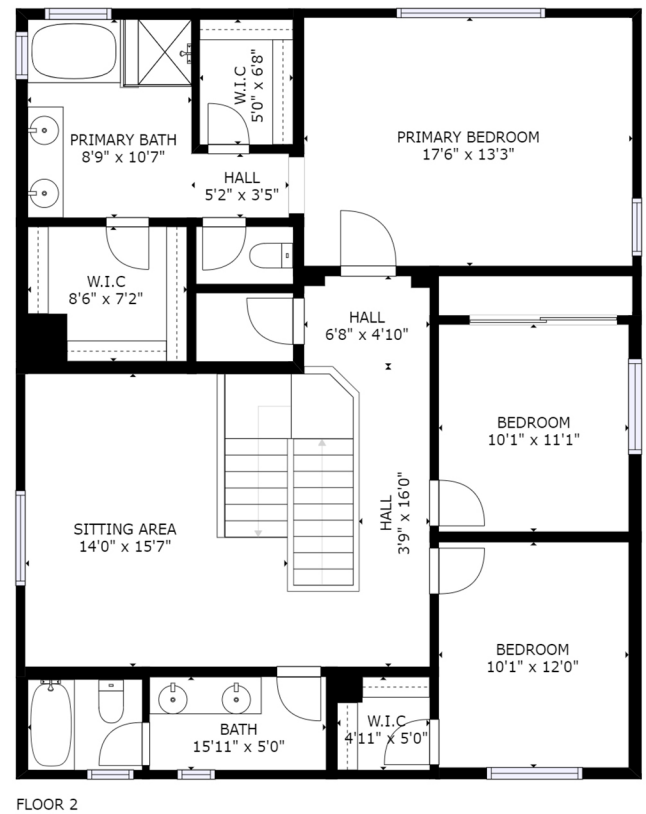 W.I.C
5'0" x 6'8"
PRIMARY BATH
8'9" x 10'7"
PRIMARY BEDROOM
17'6" x 13'3"
HALL
5'2" x 3'5"
W.I.C
8'6" x 7'2"
HALL
6'8" x 4'10"
BEDROOM
10'1" x 11'1"
SITTING AREA
14'0" x 15'7"
HALL
3'9" x 16'0"
BEDROOM
10'1" x 12'0"
BATH
15'11" x 5'0"
W.I.C
4'11" x 5'0"
FLOOR 2